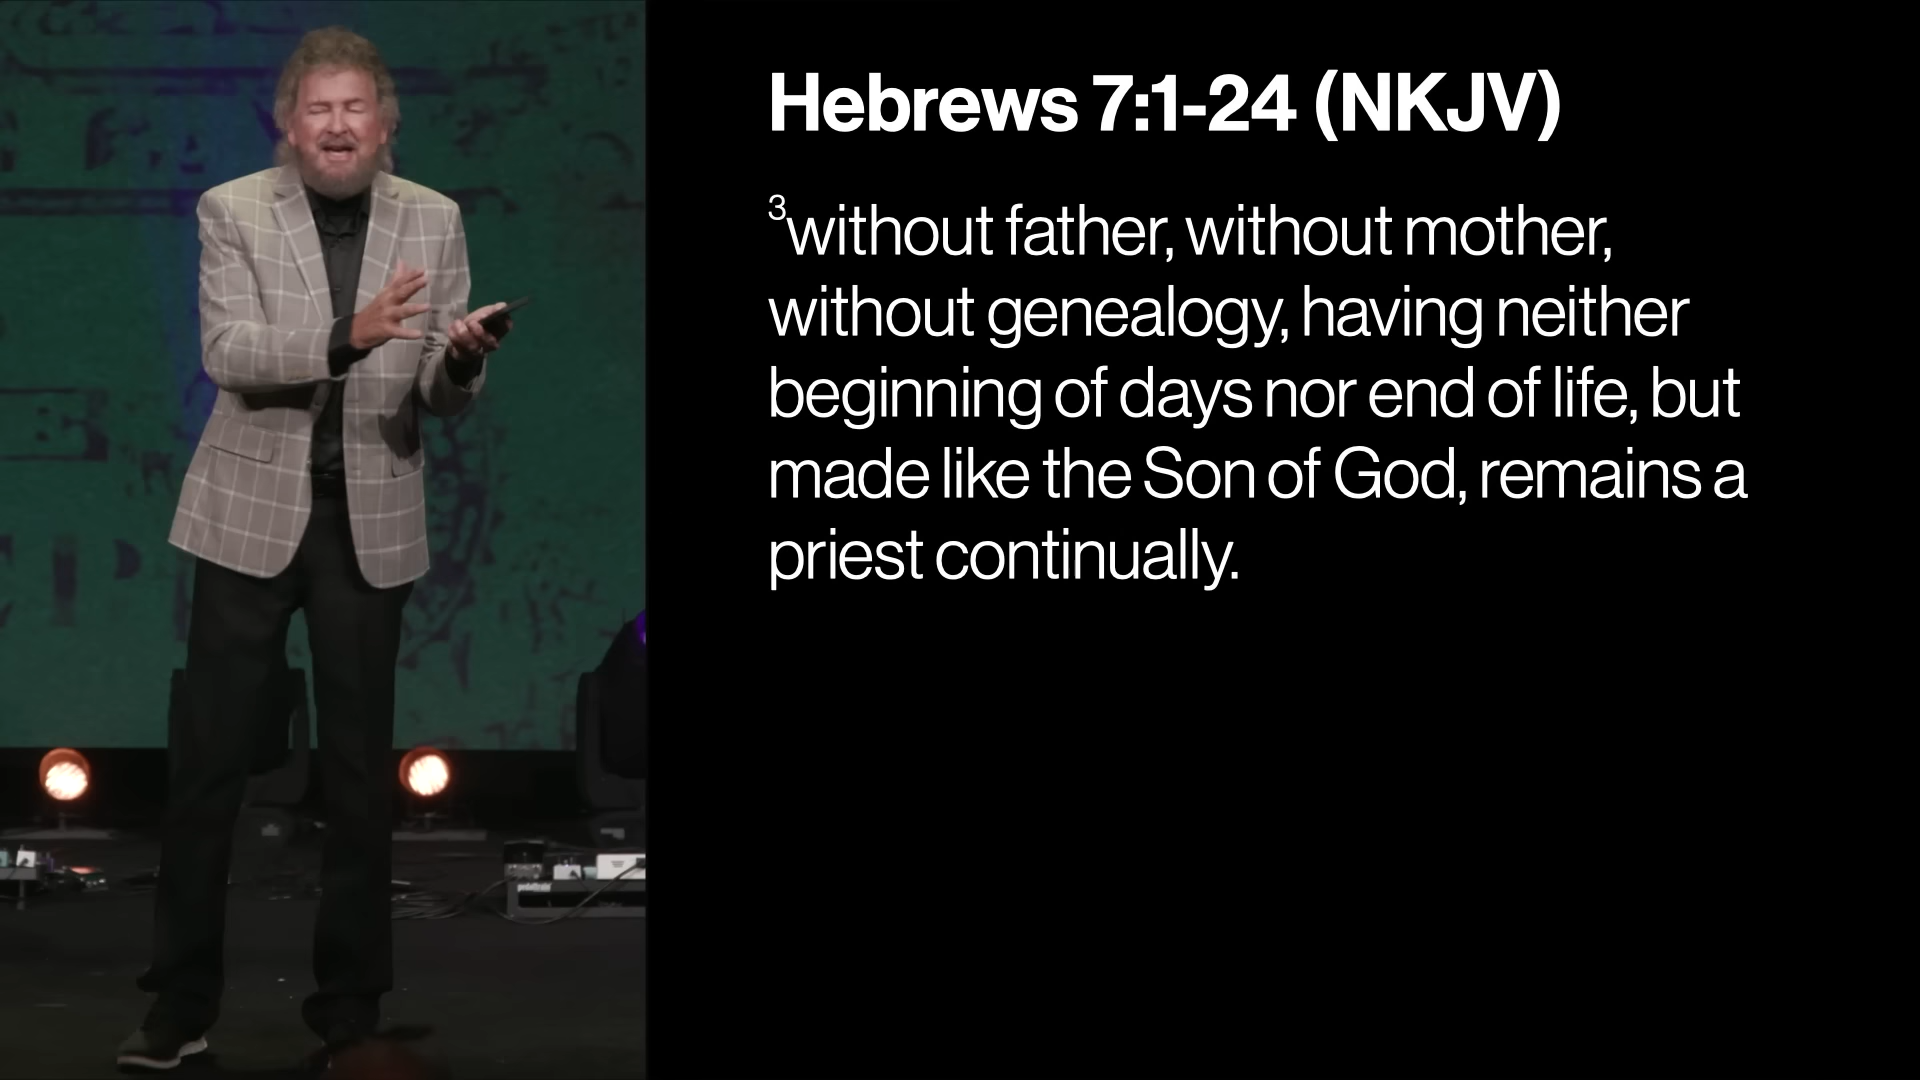 Hebrews 7:1-24 (NKJV)
3without father, without mother,
without genealogy, having neither
beginning of days nor end of life, but
made like the Son of God, remains a
priest continually.